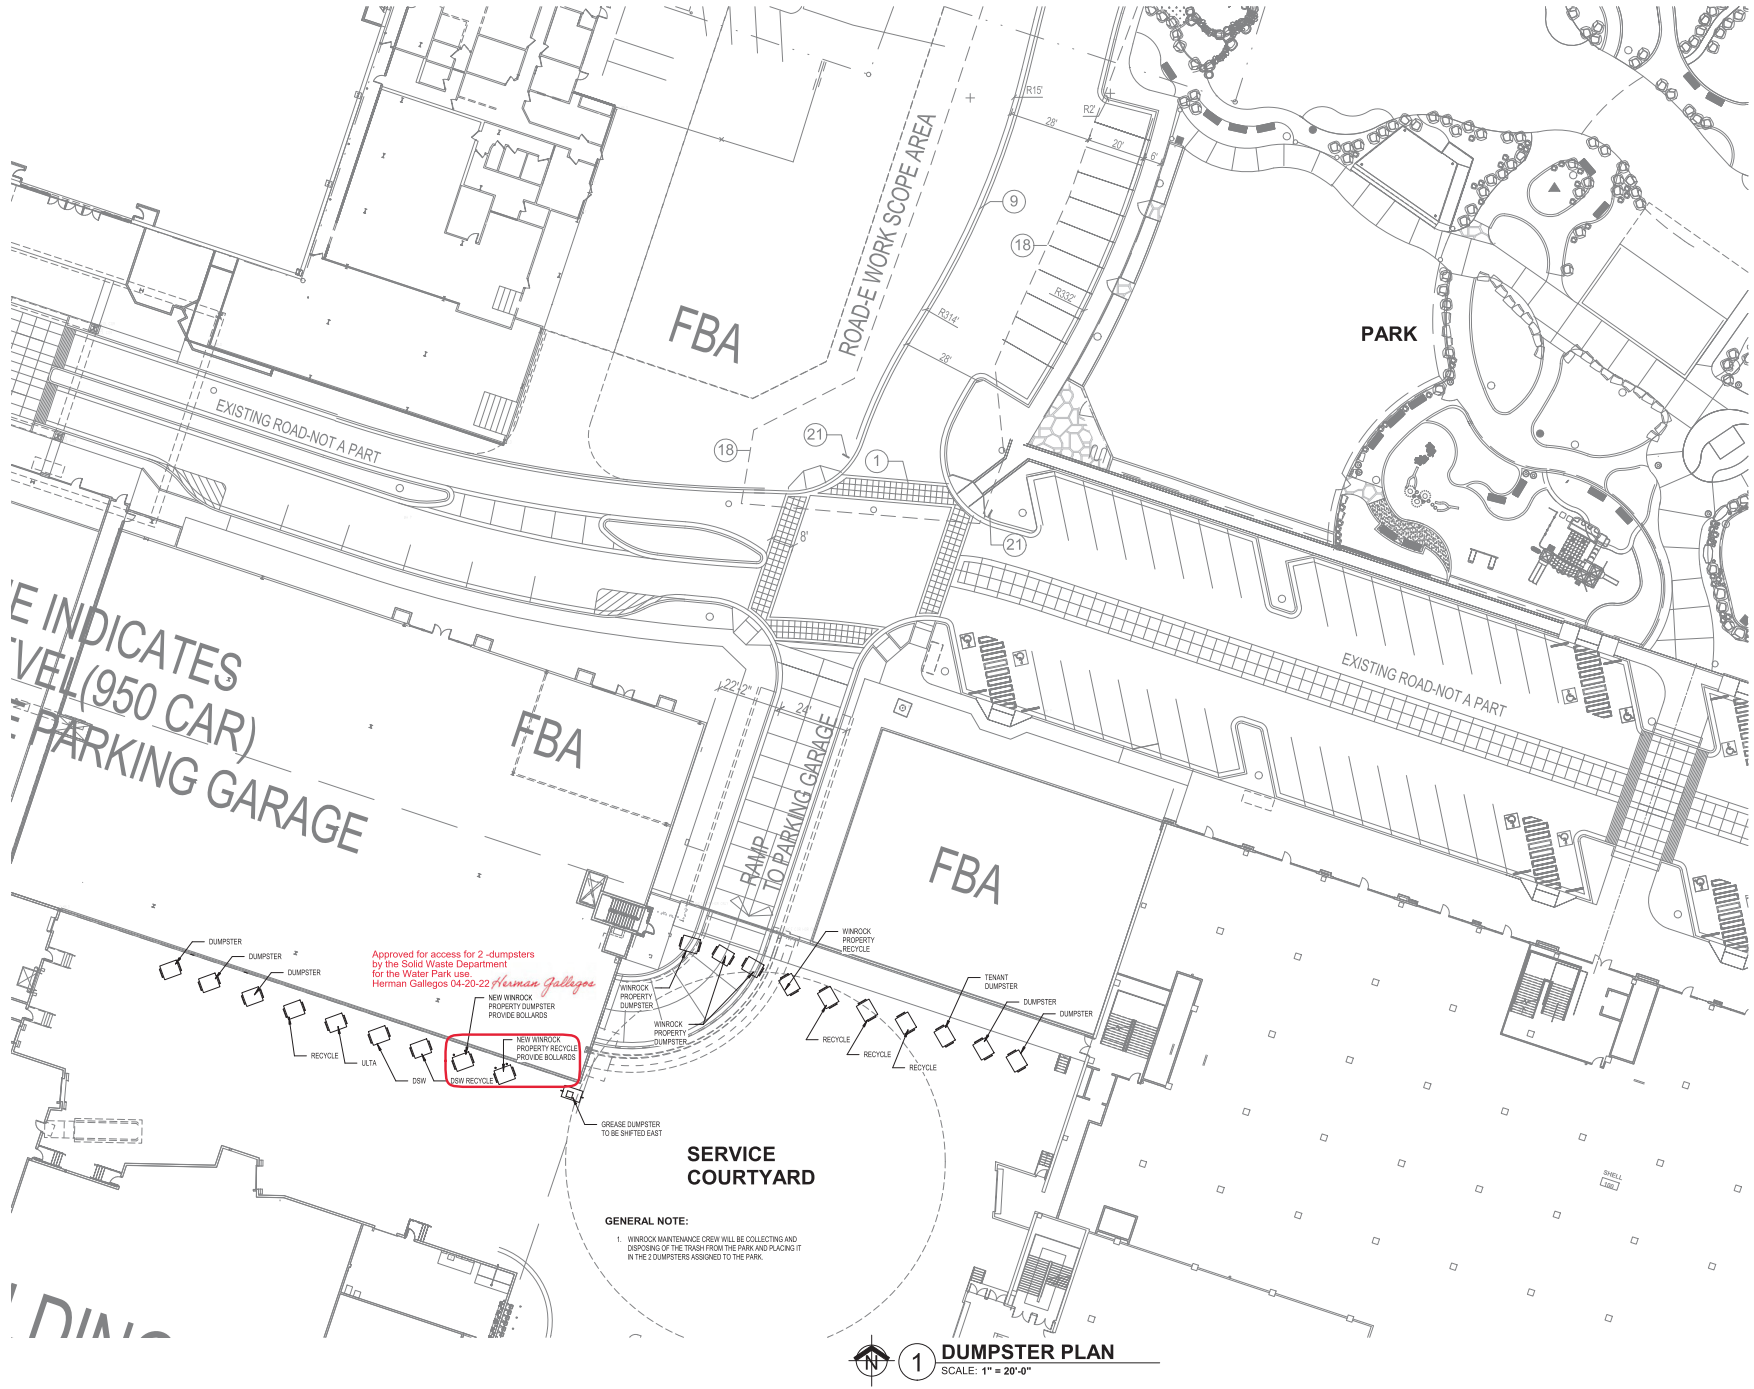 R15'
R2'
28'
20'
6'
9
18
ROAD-E WORK SCOPE AREA
R332'
R314'
28'
FBA
PARK
EXISTING ROAD-NOT A PART
21
18
1
21
8'
E INDICATES
EVEL(950 CAR)
E PARKING GARAGE
FBA
22'-2"
24'
RAMP
TO PARKING GARAGE
EXISTING ROAD-NOT A PART
FBA
DUMPSTER
DUMPSTER
DUMPSTER
RECYCLE
ULTA
DSW
DSW RECYCLE
Approved for access for 2 -dumpsters
by the Solid Waste Department
for the Water Park use.
Herman Gallegos 04-20-22 Herman Gallegos
NEW WINROCK
PROPERTY DUMPSTER
PROVIDE BOLLARDS
NEW WINROCK
PROPERTY RECYCLE
PROVIDE BOLLARDS
WINROCK
PROPERTY
DUMPSTER
WINROCK
PROPERTY
DUMPSTER
WINROCK
PROPERTY
RECYCLE
RECYCLE
RECYCLE
RECYCLE
TENANT
DUMPSTER
DUMPSTER
DUMPSTER
GREASE DUMPSTER
TO BE SHIFTED EAST
SERVICE
COURTYARD
SHELL
100
GENERAL NOTE:
1. WINROCK MAINTENANCE CREW WILL BE COLLECTING AND
DISPOSING OF THE TRASH FROM THE PARK AND PLACING IT
IN THE 2 DUMPSTERS ASSIGNED TO THE PARK.
N
1
DUMPSTER PLAN
SCALE: 1" = 20'-0"